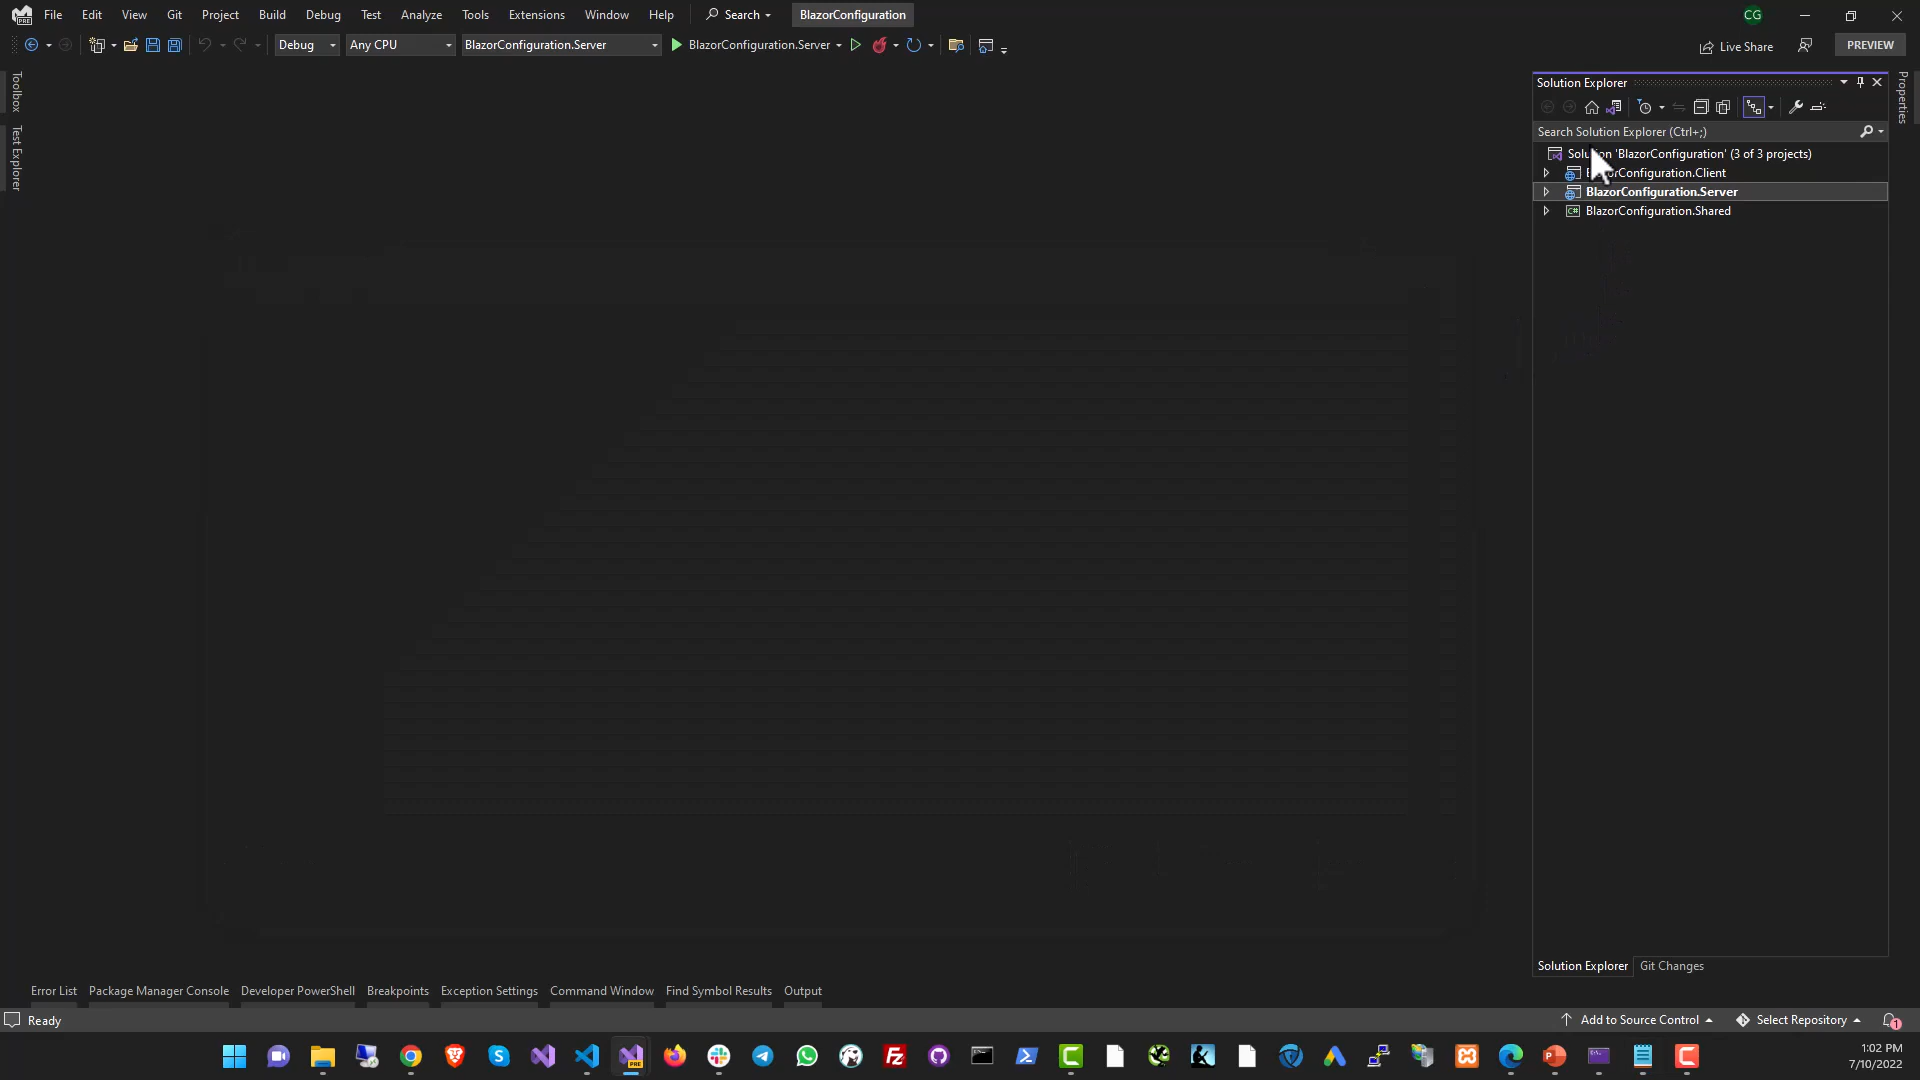 File Edit View Git Project Build Debug Test Analyze Tools Extensions Window Help Search BlazorConfiguration CG
Debug Any CPU BlazorConfiguration.Server BlazorConfiguration.Server Live Share PREVIEW
Toolbox
Test Explorer
Solution Explorer
Properties
Search Solution Explorer (Ctrl+;)
Solution 'BlazorConfiguration' (3 of 3 projects)
BlazorConfiguration.Client
BlazorConfiguration.Server
BlazorConfiguration.Shared
Solution Explorer Git Changes
Error List Package Manager Console Developer PowerShell Breakpoints Exception Settings Command Window Find Symbol Results Output
Ready Add to Source Control Select Repository 1
1:02 PM
7/10/2022